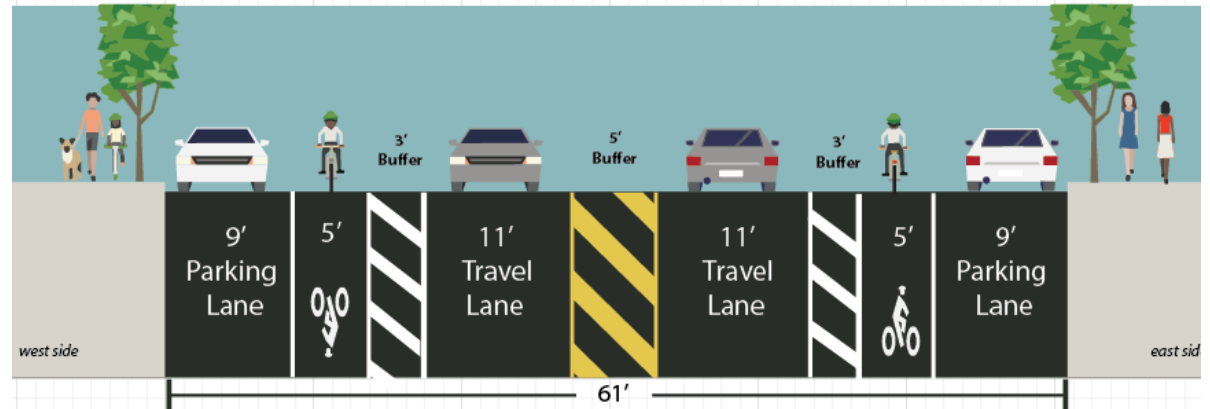 3’
Buffer
5’
Buffer
3’
Buffer
9’
Parking
Lane
5’
11’
Travel
Lane
11’
Travel
Lane
5’
9’
Parking
Lane
west side
east sid
61’